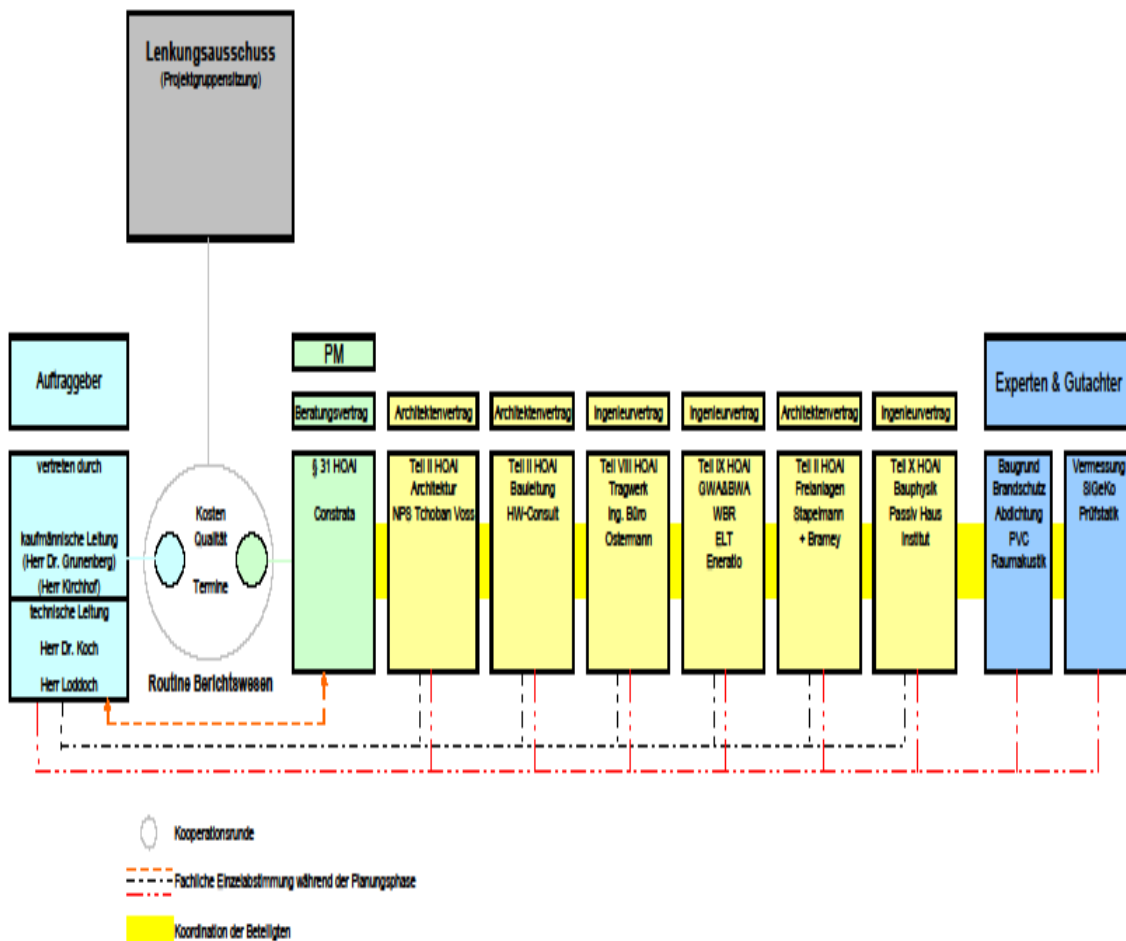 Lenkungsausschuss
(Projektgruppensitzung)
Auftraggeber
vertreten durch
kaufmännische Leitung
(Herr Dr. Grunenberg)
(Herr Kirchhof)
technische Leitung
Herr Dr. Koch
Herr Loddoch
Kosten
Qualität
Termine
Routine Berichtswesen
PM
Beratungsvertrag
§ 31 HOAI
Constrata
Architektenvertrag
Teil II HOAI
Architektur
NPS Tchoban Voss
Architektenvertrag
Teil II HOAI
Bauleitung
HW-Consult
Ingenieurvertrag
Teil VIII HOAI
Tragwerk
Ing. Büro
Ostermann
Ingenieurvertrag
Teil IX HOAI
GWA&BWA
WBR
ELT
Eneratio
Architektenvertrag
Teil II HOAI
Freianlagen
Stapelmann
+ Bramey
Ingenieurvertrag
Teil X HOAI
Bauphysik
Passiv Haus
Institut
Experten & Gutachter
Baugrund
Brandschutz
Abdichtung
PVC
Raumakustik
Vermessung
SiGeKo
Prüfstatik
Kooperationsrunde
Fachliche Einzelabstimmung während der Planungsphase
Koordination der Beteiligten